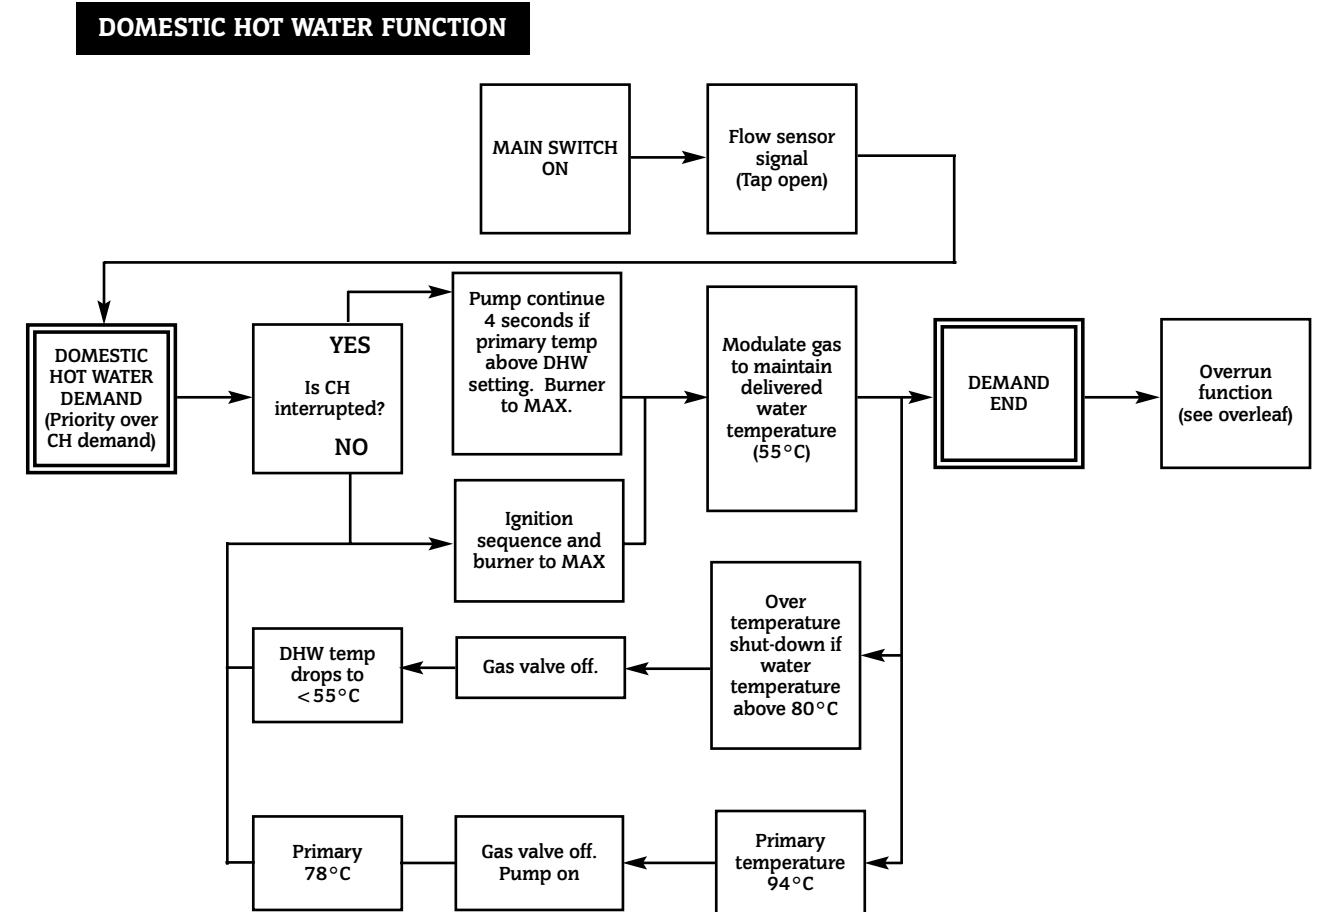 DOMESTIC HOT WATER FUNCTION
MAIN SWITCH
ON
Flow sensor
signal
(Tap open)
DOMESTIC
HOT WATER
DEMAND
(Priority over
CH demand)
YES
Is CH
interrupted?
NO
Pump continue
4 seconds if
primary temp
above DHW
setting. Burner
to MAX.
Ignition
sequence and
burner to MAX
Modulate gas
to maintain
delivered
water
temperature
(55°C)
DEMAND
END
Overrun
function
(see overleaf)
Over
temperature
shut-down if
water
temperature
above 80°C
Gas valve off.
DHW temp
drops to
<55°C
Primary
temperature
94°C
Gas valve off.
Pump on
Primary
78°C